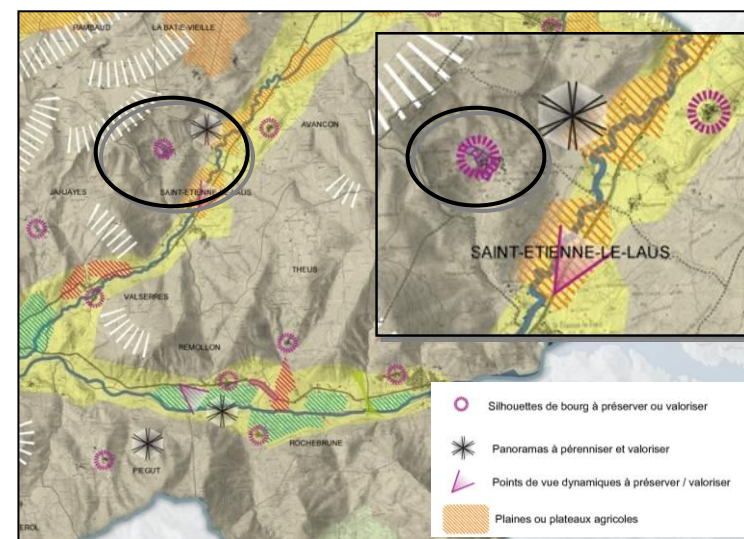 RAMBAUD
LA BATIE-VIEILLE
AVANCON
JARJAYES
SAINT-ETIENNE-LE-LAUS
THEUS
VALSERRES
REMOLLON
ROCHEBRUNE
PIEGUT
EROL
SAINT-ETIENNE-LE-LAUS
Silhouettes de bourg à préserver ou valoriser
Panoramas à pérenniser et valoriser
Points de vue dynamiques à préserver / valoriser
Plaines ou plateaux agricoles